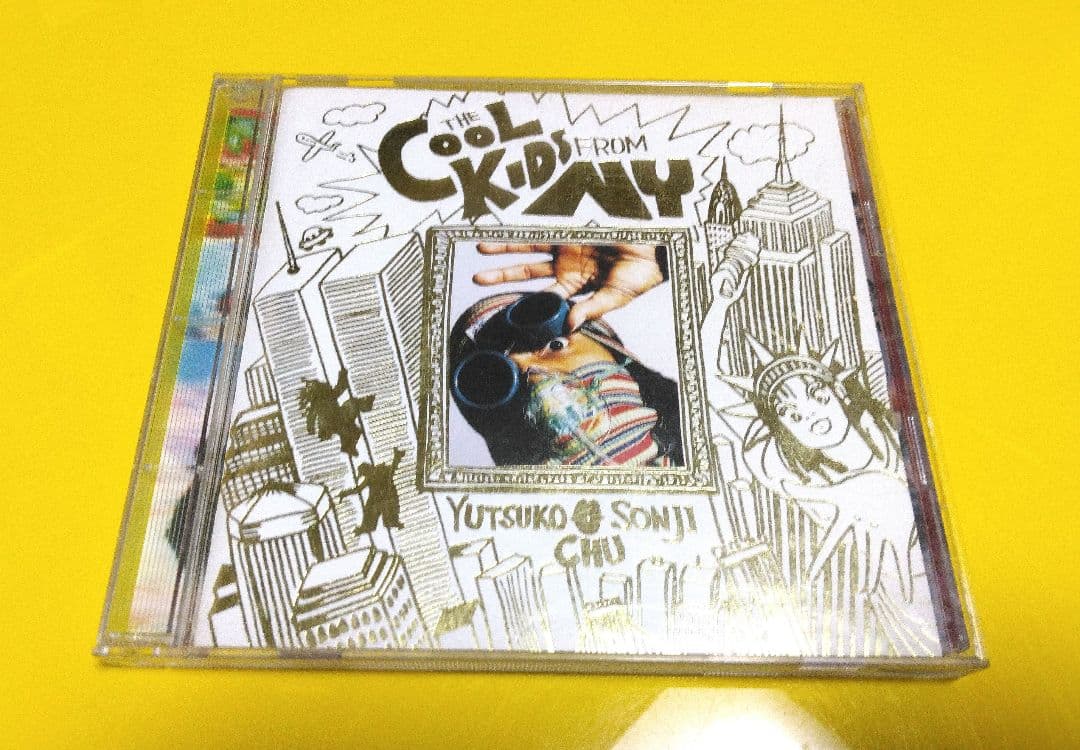 THE
COOL
KIDS FROM
NY
YUTSUKO SONJI
CHU